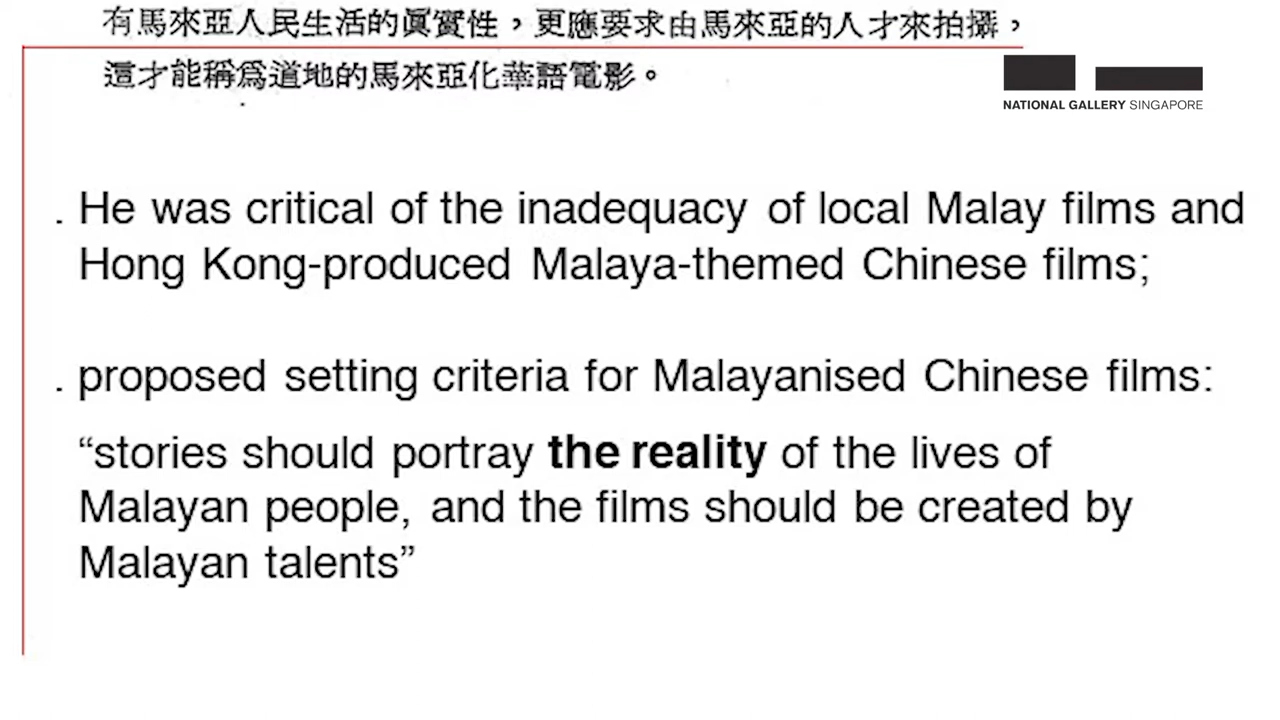 有馬來亞人民生活的眞實性，更應要求由馬來亞的人才來拍攝，
這才能稱爲道地的馬來亞化華語電影。
NATIONAL GALLERY SINGAPORE
. He was critical of the inadequacy of local Malay films and
Hong Kong-produced Malaya-themed Chinese films;
. proposed setting criteria for Malayanised Chinese films:
“stories should portray the reality of the lives of
Malayan people, and the films should be created by
Malayan talents”